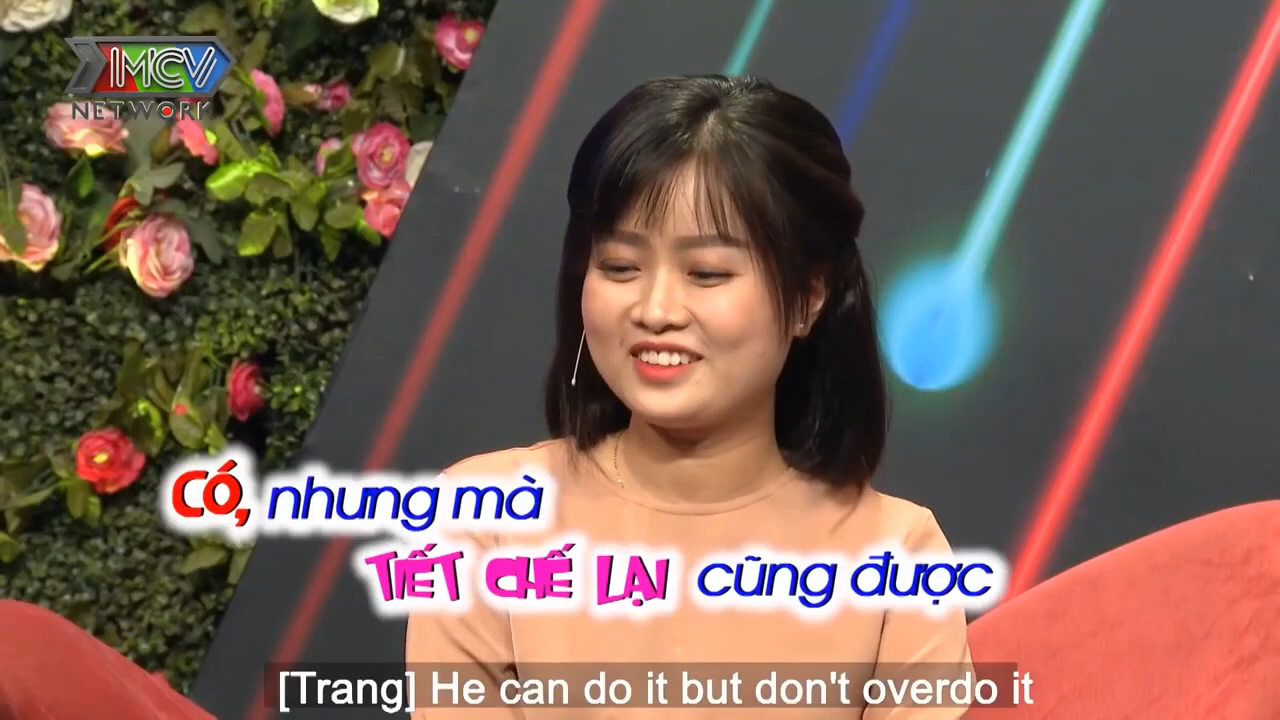 MCV
NETWORK
CÓ, nhưng mà
TIẾT CHẾ LẠI cũng được
[Trang] He can do it but don't overdo it